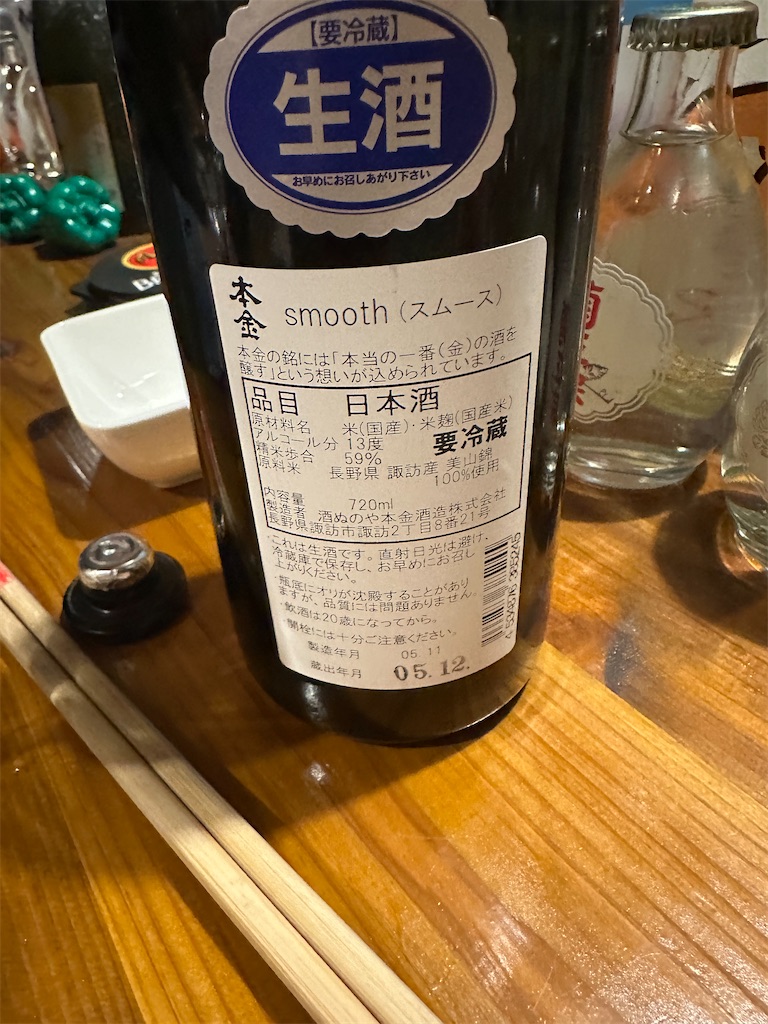 【要冷蔵】
生酒
お早めにお召しあがり下さい
本金 smooth (スムース)
本金の銘には「本当の一番(金)の酒を
醸す」という想いが込められています。
品目 日本酒
原材料名 米(国産)・米麹(国産米)
アルコール分 13度 要冷蔵
精米歩合 59%
原料米 長野県 諏訪産 美山錦
100%使用
内容量 720ml
製造者 酒ぬのや本金酒造株式会社
長野県諏訪市諏訪2丁目8番21号
・これは生酒です。直射日光は避け、
冷蔵庫で保存し、お早めにお召し
上がりください。
・瓶底にオリが沈殿することがあり
ますが、品質には問題ありません。
・飲酒は20歳になってから。
・開栓には十分ご注意ください。
製造年月 05.11
蔵出年月 05.12.